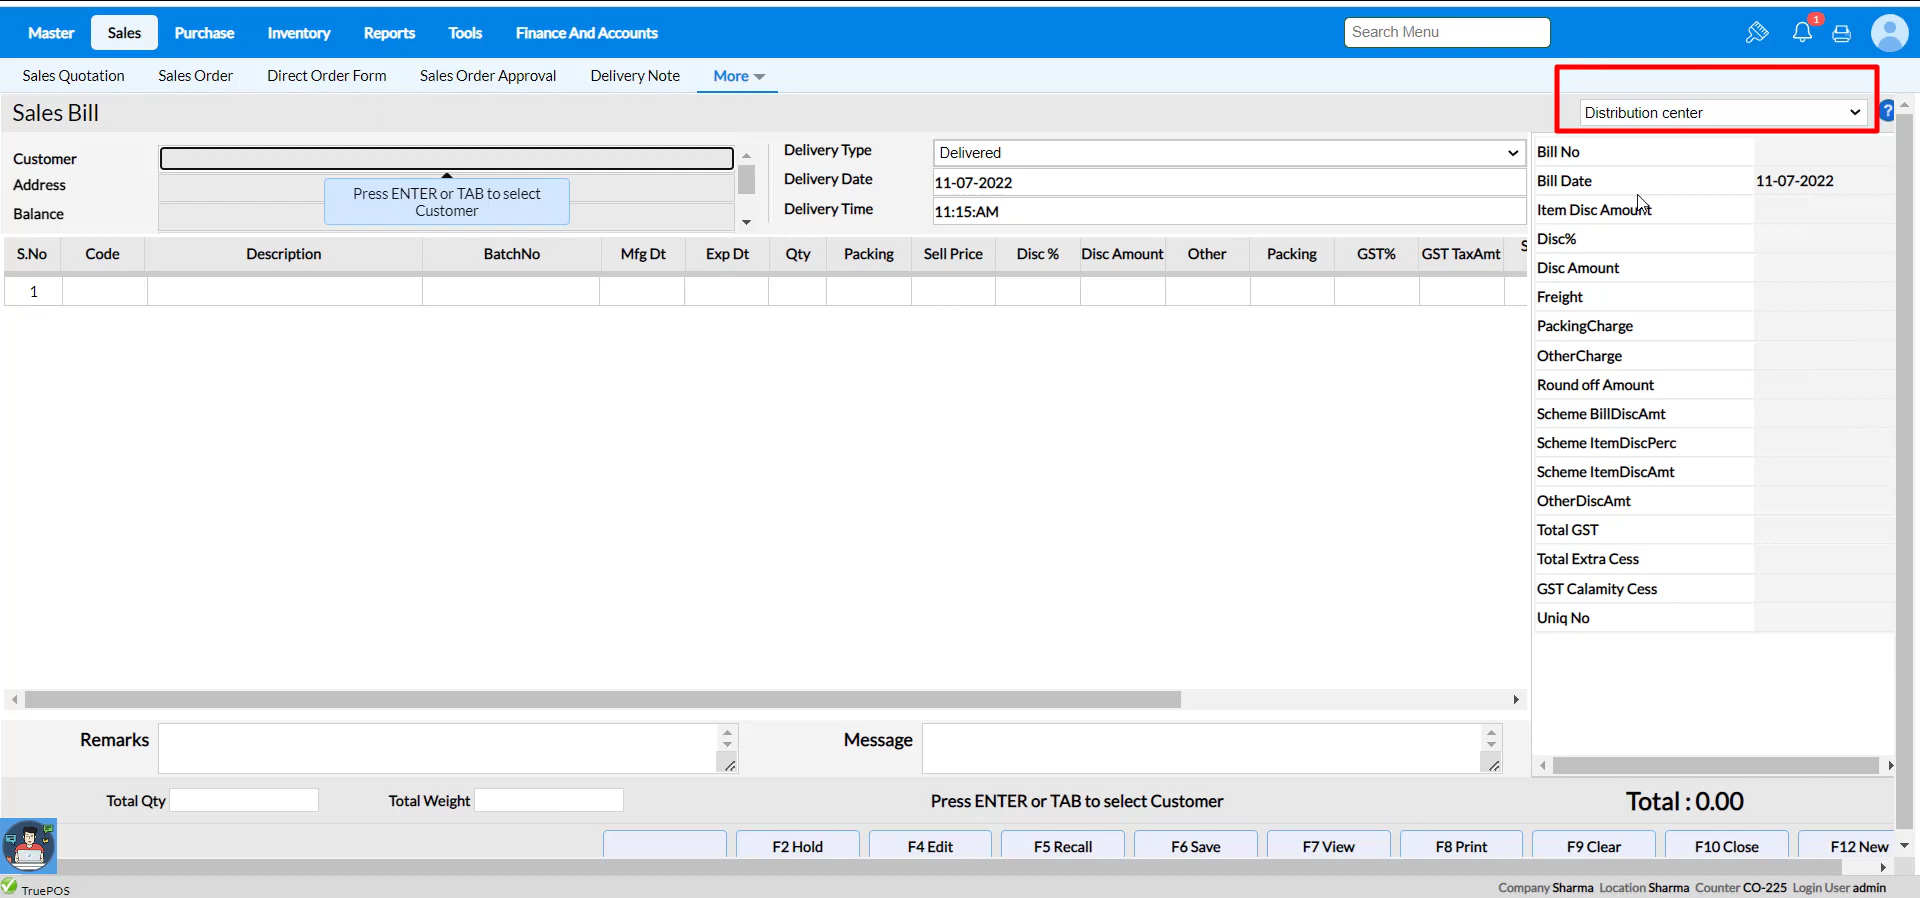 Master Sales Purchase Inventory Reports Tools Finance And Accounts Search Menu 1
Sales Quotation Sales Order Direct Order Form Sales Order Approval Delivery Note More
Sales Bill Distribution center ?
Customer
Address
Balance
Press ENTER or TAB to select
Customer
Delivery Type Delivered
Delivery Date 11-07-2022
Delivery Time 11:15:AM
S.No Code Description BatchNo Mfg Dt Exp Dt Qty Packing Sell Price Disc % Disc Amount Other Packing GST% GST TaxAmt S
1
Bill No
Bill Date 11-07-2022
Item Disc Amount
Disc%
Disc Amount
Freight
PackingCharge
OtherCharge
Round off Amount
Scheme BillDiscAmt
Scheme ItemDiscPerc
Scheme ItemDiscAmt
OtherDiscAmt
Total GST
Total Extra Cess
GST Calamity Cess
Uniq No
Remarks Message
Total Qty Total Weight Press ENTER or TAB to select Customer Total : 0.00
F2 Hold F4 Edit F5 Recall F6 Save F7 View F8 Print F9 Clear F10 Close F12 New
TruePOS Company Sharma Location Sharma Counter CO-225 Login User admin